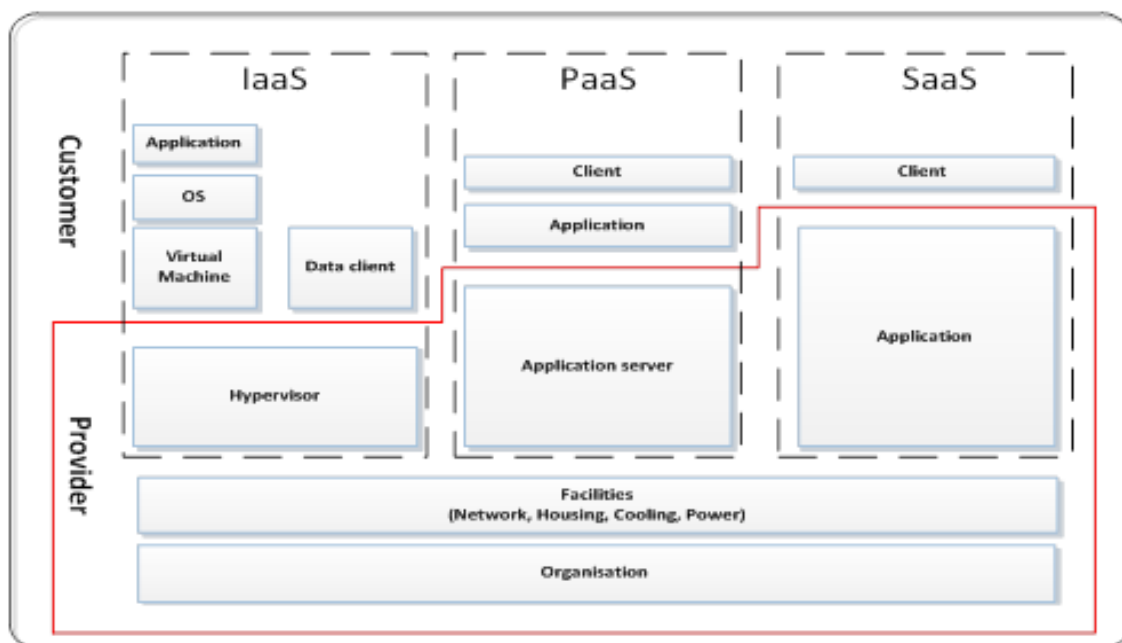 IaaS
PaaS
SaaS
Customer
Application
OS
Virtual
Machine
Data client
Client
Application
Client
Provider
Hypervisor
Application server
Application
Facilities
(Network, Housing, Cooling, Power)
Organisation